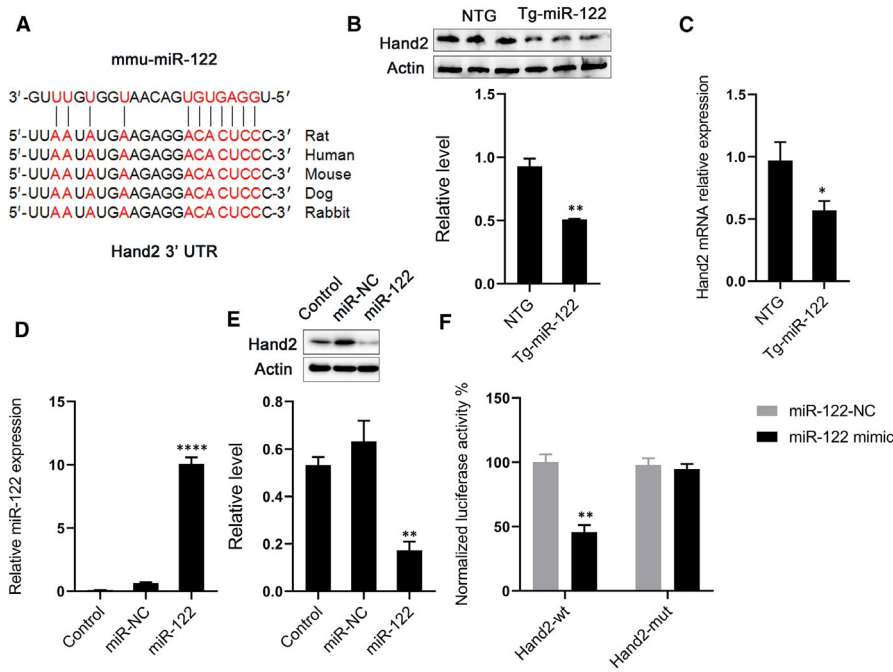 A
mmu-miR-122
3'-GUUUGUGGUAACAGUGUGAGGU-5'
5'-UUAAUAUGAAGAGGACACUCCC-3' Rat
5'-UUAAUAUGAAGAGGACACUCCC-3' Human
5'-UUAAUAUGAAGAGGACACUCCC-3' Mouse
5'-UUAAUAUGAAGAGGACACUCCC-3' Dog
5'-UUAAUAUGAAGAGGACACUCCC-3' Rabbit
Hand2 3' UTR
B
NTG Tg-miR-122
Hand2
Actin
Relative level
1.5
1.0
0.5
0.0
**
NTG
Tg-miR-122
C
Hand2 mRNA relative expression
1.5
1.0
0.5
0.0
*
NTG
Tg-miR-122
D
Relative miR-122 expression
15
10
5
0
****
Control
miR-NC
miR-122
E
Control
miR-NC
miR-122
Hand2
Actin
Relative level
0.8
0.6
0.4
0.2
0.0
**
Control
miR-NC
miR-122
F
Normalized luciferase activity %
150
100
50
0
**
Hand2-wt
Hand2-mut
miR-122-NC
miR-122 mimic